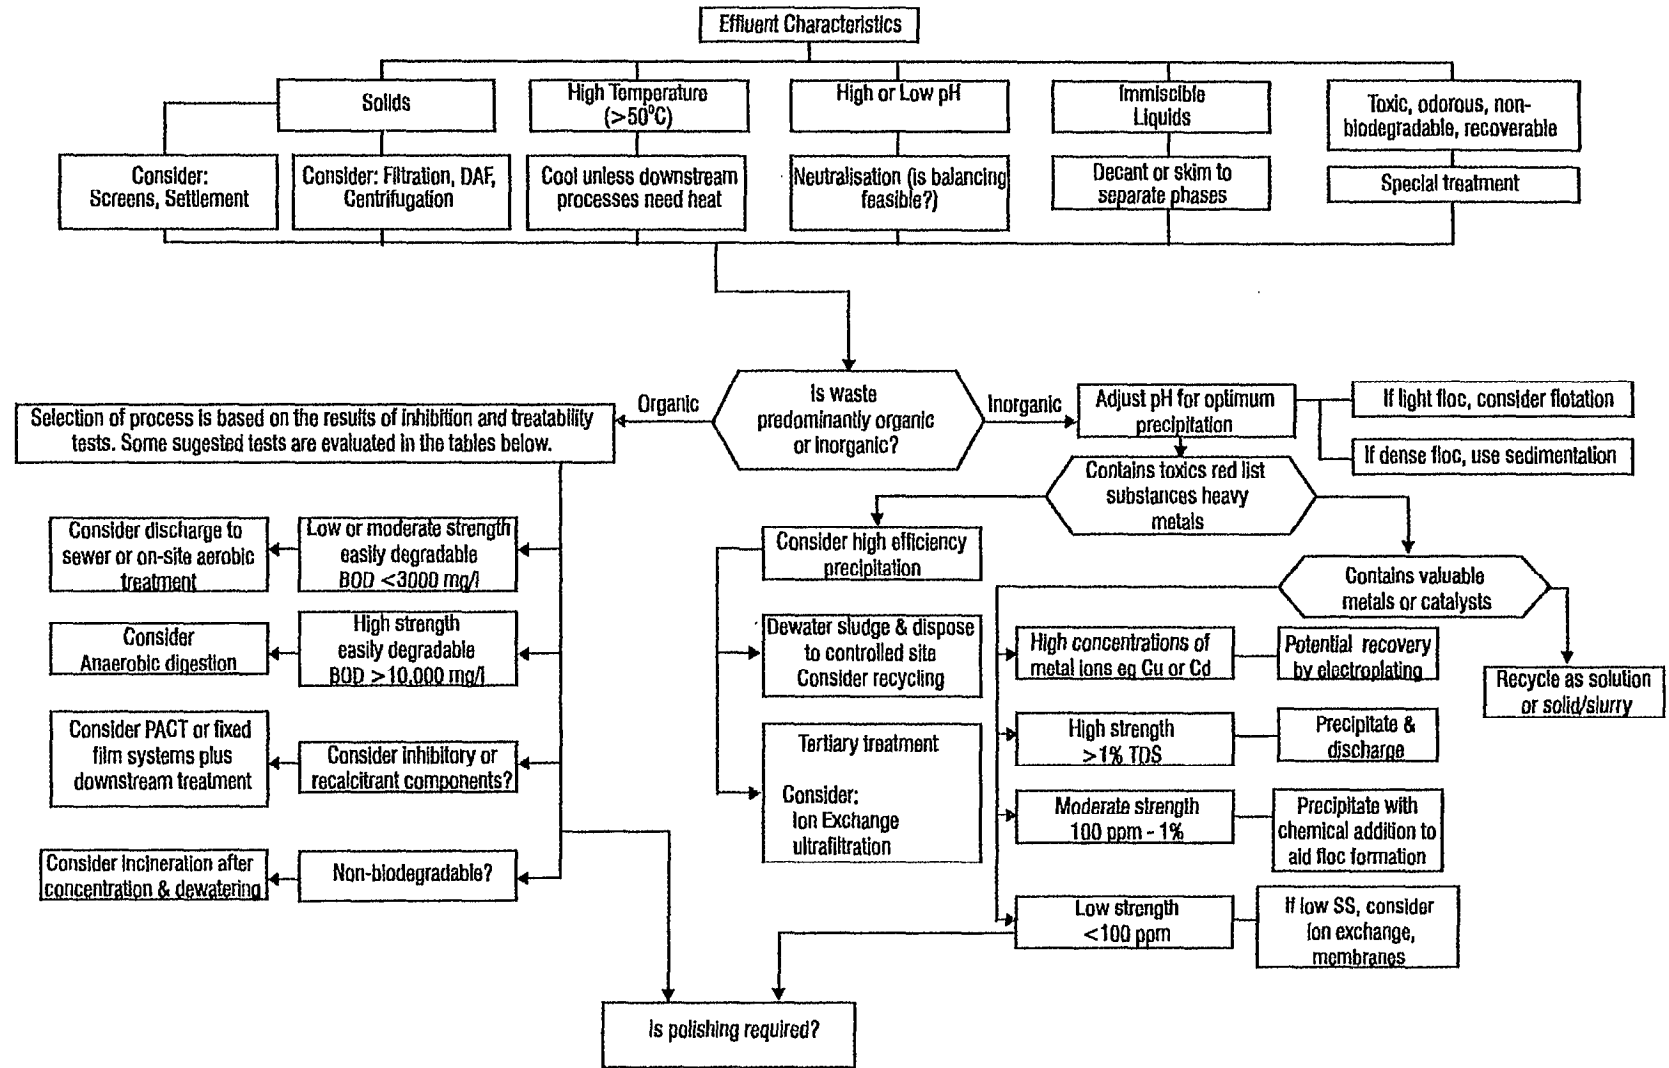 Effluent Characteristics
Solids
High Temperature
(>50°C)
High or Low pH
Immiscible
Liquids
Toxic, odorous, non-
biodegradable, recoverable
Consider:
Screens, Settlement
Consider: Filtration, DAF,
Centrifugation
Cool unless downstream
processes need heat
Neutralisation (is balancing
feasible?)
Decant or skim to
separate phases
Special treatment
Is waste
predominantly organic
or inorganic?
Organic
Inorganic
Selection of process is based on the results of inhibition and treatability
tests. Some sugested tests are evaluated in the tables below.
Adjust pH for optimum
precipitation
If light floc, consider flotation
If dense floc, use sedimentation
Contains toxics red list
substances heavy
metals
Consider discharge to
sewer or on-site aerobic
treatment
Low or moderate strength
easily degradable
BOD <3000 mg/l
Consider
Anaerobic digestion
High strength
easily degradable
BOD >10,000 mg/l
Consider PACT or fixed
film systems plus
downstream treatment
Consider inhibitory or
recalcitrant components?
Consider incineration after
concentration & dewatering
Non-biodegradable?
Consider high efficiency
precipitation
Dewater sludge & dispose
to controlled site
Consider recycling
Tertiary treatment
Consider:
Ion Exchange
ultrafiltration
Contains valuable
metals or catalysts
High concentrations of
metal ions eg Cu or Cd
Potential recovery
by electroplating
Recycle as solution
or solid/slurry
High strength
>1% TDS
Precipitate &
discharge
Moderate strength
100 ppm - 1%
Precipitate with
chemical addition to
aid floc formation
Low strength
<100 ppm
If low SS, consider
ion exchange,
membranes
Is polishing required?